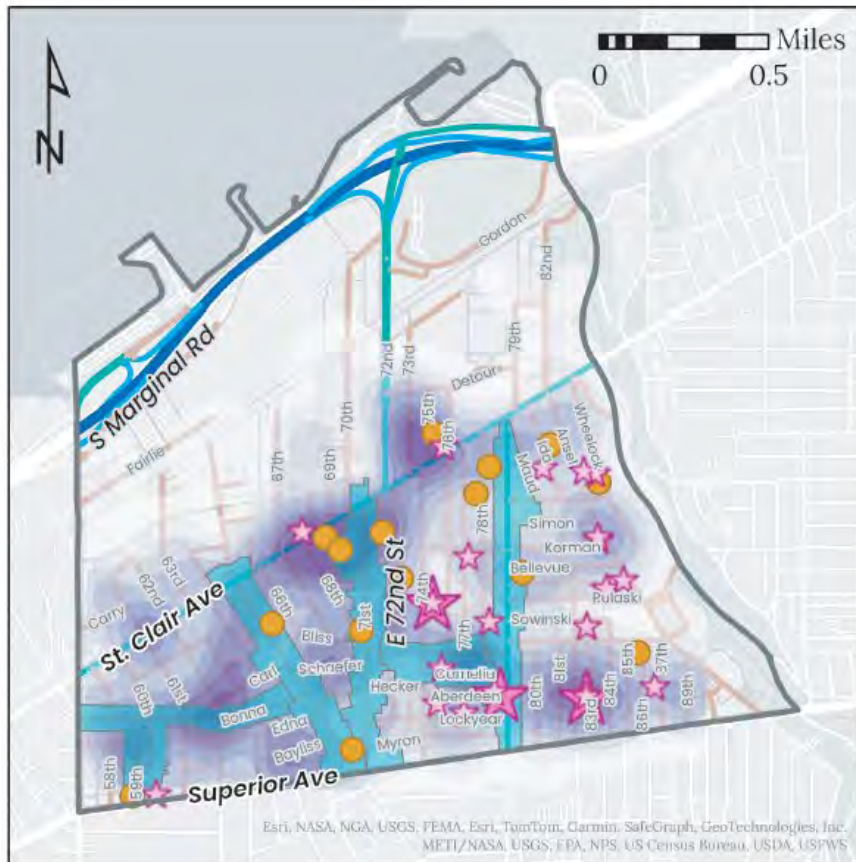 Miles
0 0.5
N
Gordon
82nd
79th
72nd
73rd
Detour
S Marginal Rd
70th
75th
78th
67th
69th
Fairlie
Wheelock
Ansel
Ida
Maud
78th
Simon
Korman
Bellevue
Pulaski
63rd
62nd
Carry
68th
66th
E 72nd St
74th
71st
St. Clair Ave
Bliss
77th
Sowinski
Schaefer
Carl
61st
60th
Hecker
Cornelia
Aberdeen
Lockyear
80th
81st
83rd
84th
85th
86th
87th
89th
Bonna
Edna
Bayliss
Myron
58th
59th
Superior Ave
Esri, NASA, NGA, USGS, FEMA, Esri, TomTom, Garmin, SafeGraph, GeoTechnologies, Inc,
METI/NASA, USGS, EPA, NPS, US Census Bureau, USDA, USFWS